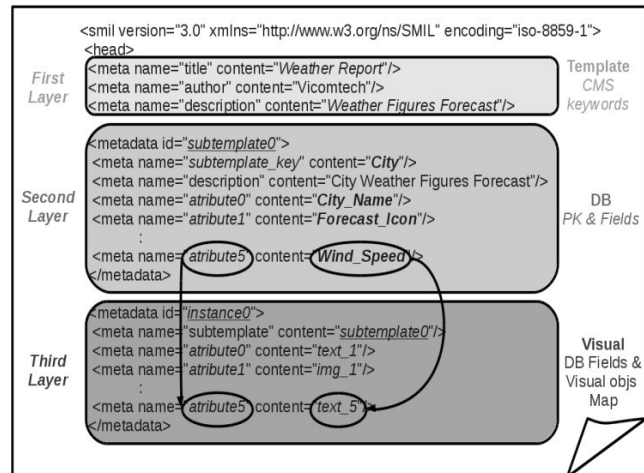 <smil version="3.0" xmlns="http://www.w3.org/ns/SMIL" encoding="iso-8859-1">
<head>
First
Layer
<meta name="title" content="Weather Report"/>
<meta name="author" content="Vicomtech"/>
<meta name="description" content="Weather Figures Forecast"/>
Template
CMS
keywords
Second
Layer
<metadata id="subtemplate0">
<meta name="subtemplate_key" content="City"/>
<meta name="description" content="City Weather Figures Forecast"/>
<meta name="atribute0" content="City_Name"/>
<meta name="atribute1" content="Forecast_Icon"/>
:
<meta name="atribute5" content="Wind_Speed"/>
</metadata>
DB
PK & Fields
Third
Layer
<metadata id="instance0">
<meta name="subtemplate" content="subtemplate0"/>
<meta name="atribute0" content="text_1"/>
<meta name="atribute1" content="img_1"/>
:
<meta name="atribute5" content="text_5"/>
</metadata>
Visual
DB Fields &
Visual objs
Map